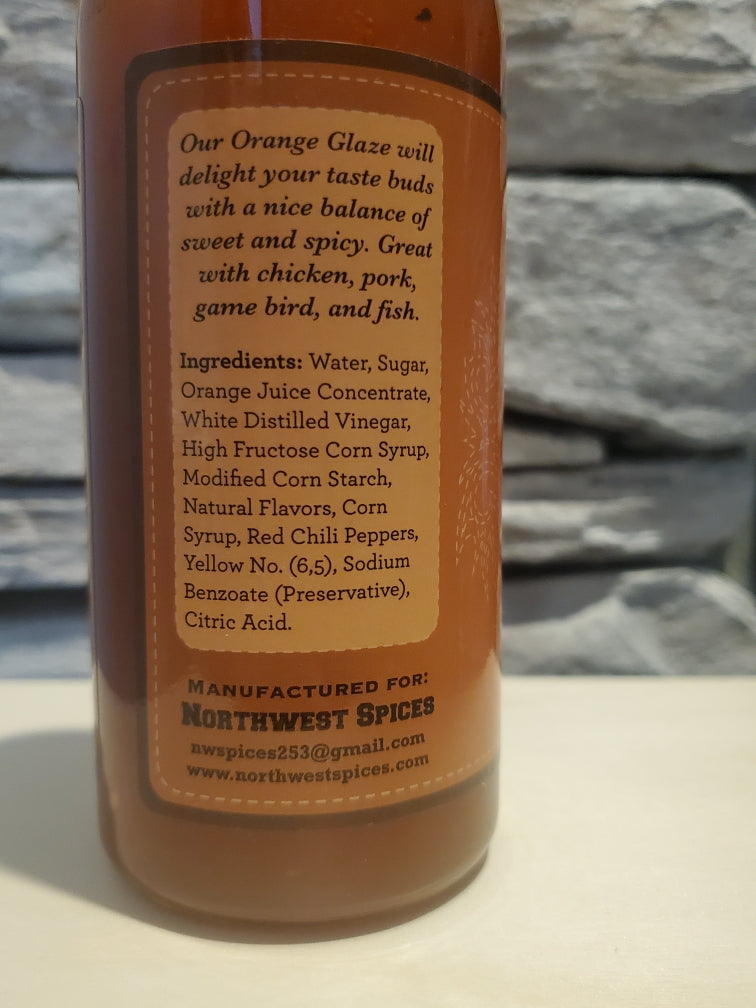 Our Orange Glaze will
delight your taste buds
with a nice balance of
sweet and spicy. Great
with chicken, pork,
game bird, and fish.
Ingredients: Water, Sugar,
Orange Juice Concentrate,
White Distilled Vinegar,
High Fructose Corn Syrup,
Modified Corn Starch,
Natural Flavors, Corn
Syrup, Red Chili Peppers,
Yellow No. (6,5), Sodium
Benzoate (Preservative),
Citric Acid.
MANUFACTURED FOR:
NORTHWEST SPICES
nwspices253@gmail.com
www.northwestspices.com